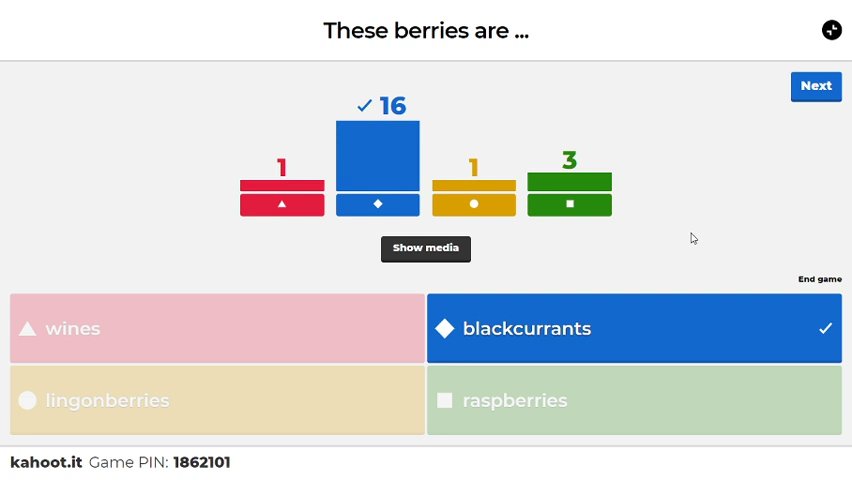 These berries are ...
Next
16
1
1
3
Show media
End game
wines
blackcurrants
lingonberries
raspberries
kahoot.it Game PIN: 1862101